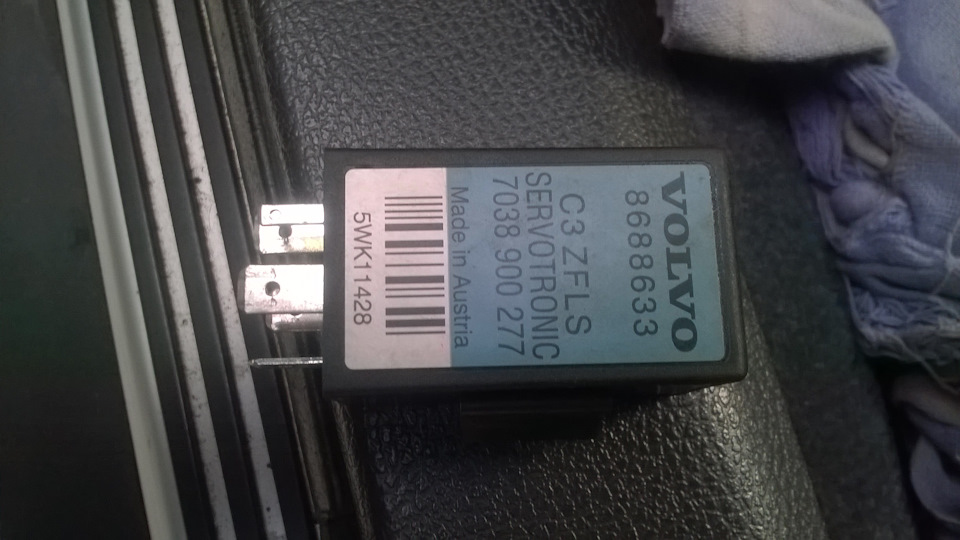 VOLVO
8688633
C3 ZFLS
SERVOTRONIC
7038 900 277
Made in Austria
5WK11428